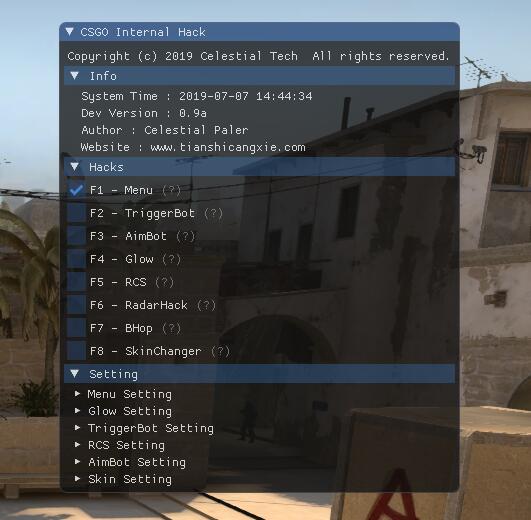 CSGO Internal Hack
Copyright (c) 2019 Celestial Tech  All rights reserved.
Info
System Time : 2019-07-07 14:44:34
Dev Version : 0.9a
Author : Celestial Paler
Website : www.tianshicangxie.com
Hacks
F1 - Menu (?)
F2 - TriggerBot (?)
F3 - AimBot (?)
F4 - Glow (?)
F5 - RCS (?)
F6 - RadarHack (?)
F7 - BHop (?)
F8 - SkinChanger (?)
Setting
Menu Setting
Glow Setting
TriggerBot Setting
RCS Setting
AimBot Setting
Skin Setting
A